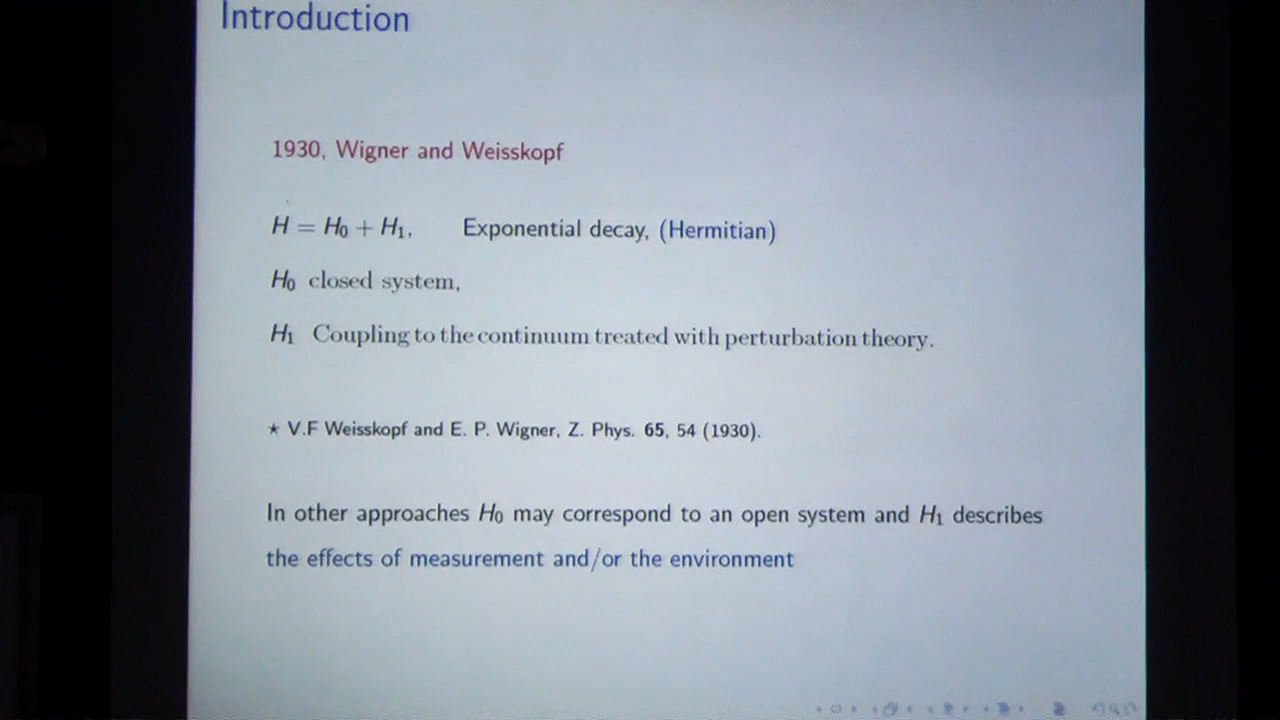 Introduction
1930, Wigner and Weisskopf
H = H₀ + H₁, Exponential decay, (Hermitian)
H₀ closed system,
H₁ Coupling to the continuum treated with perturbation theory.
⋆ V.F Weisskopf and E. P. Wigner, Z. Phys. 65, 54 (1930).
In other approaches H₀ may correspond to an open system and H₁ describes
the effects of measurement and/or the environment